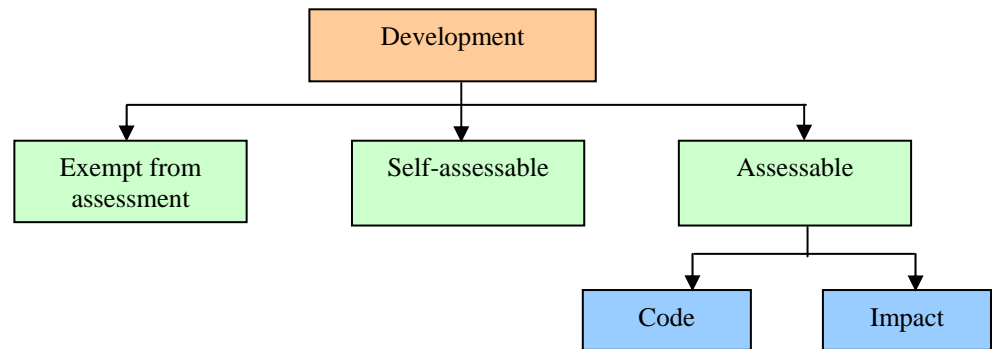 Development
Exempt from
assessment
Self-assessable
Assessable
Code
Impact